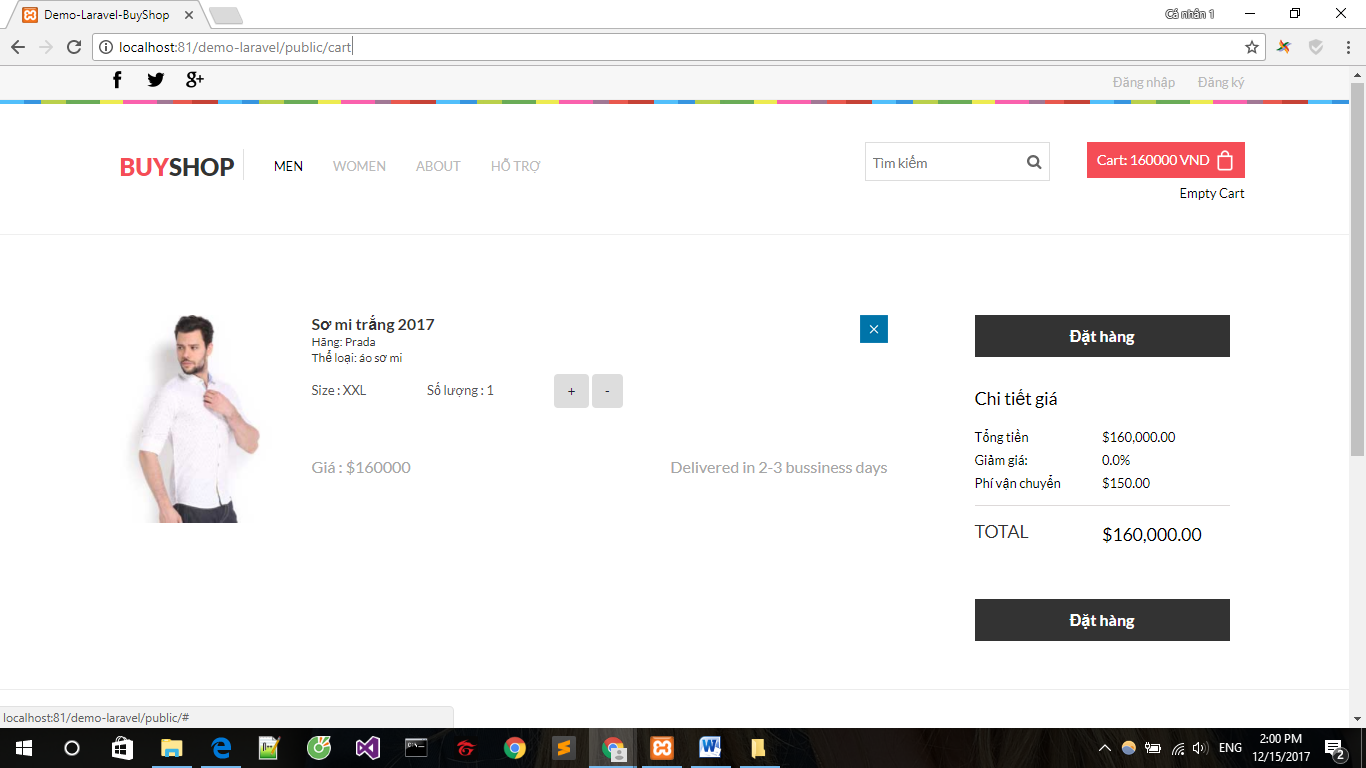 Demo-Laravel-BuyShop
Cá nhân 1
localhost:81/demo-laravel/public/cart
Đăng nhập Đăng ký
BUYSHOP
MEN WOMEN ABOUT HỖ TRỢ
Tìm kiếm
Cart: 160000 VND
Empty Cart
Sơ mi trắng 2017
Hãng: Prada
Thể loại: áo sơ mi
Size : XXL Số lượng : 1 + -
Giá : $160000 Delivered in 2-3 bussiness days
Đặt hàng
Chi tiết giá
Tổng tiền $160,000.00
Giảm giá: 0.0%
Phí vận chuyển $150.00
TOTAL $160,000.00
Đặt hàng
localhost:81/demo-laravel/public/#
ENG
2:00 PM
12/15/2017
2